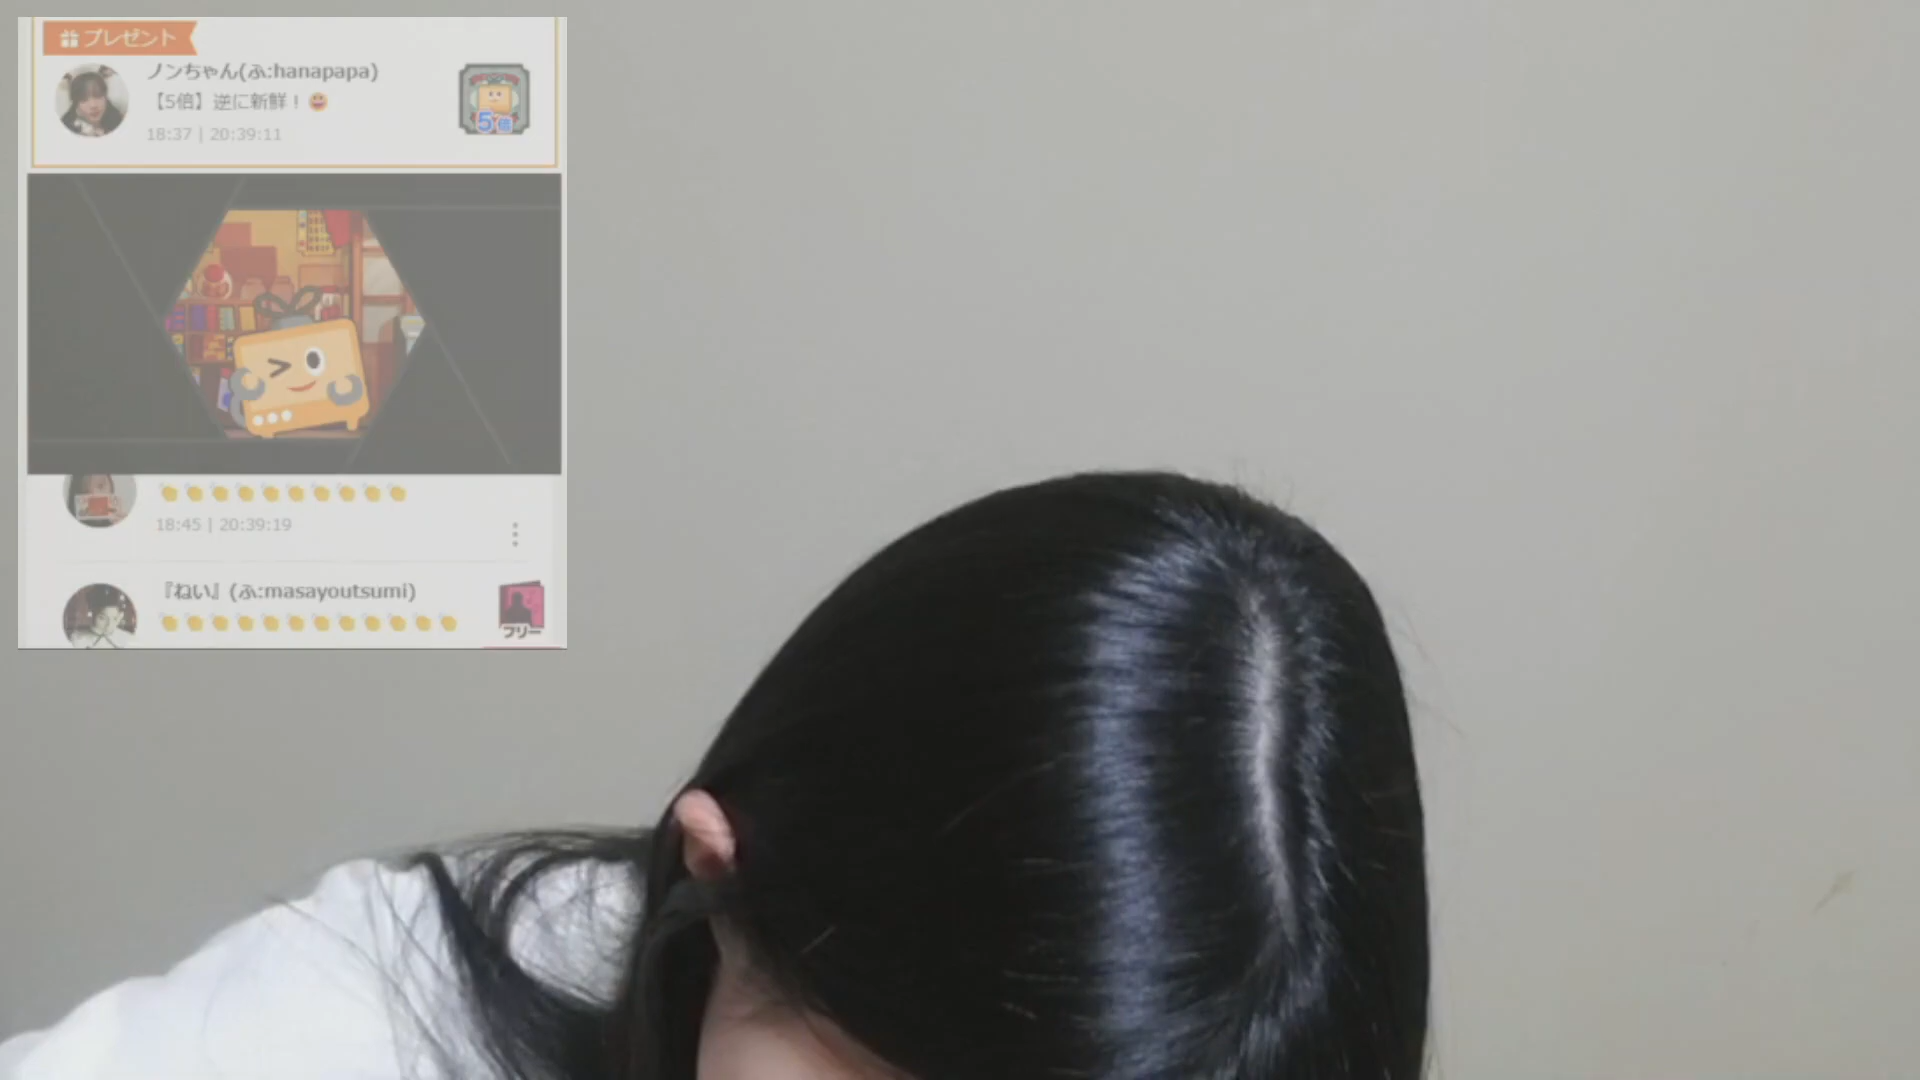 プレゼント
ノンちゃん(ふ:hanapapa)
【5倍】逆に新鮮！😀
18:37 | 20:39:11
5倍
18:45 | 20:39:19
『ねい』(ふ:masayoutsumi)
フリー